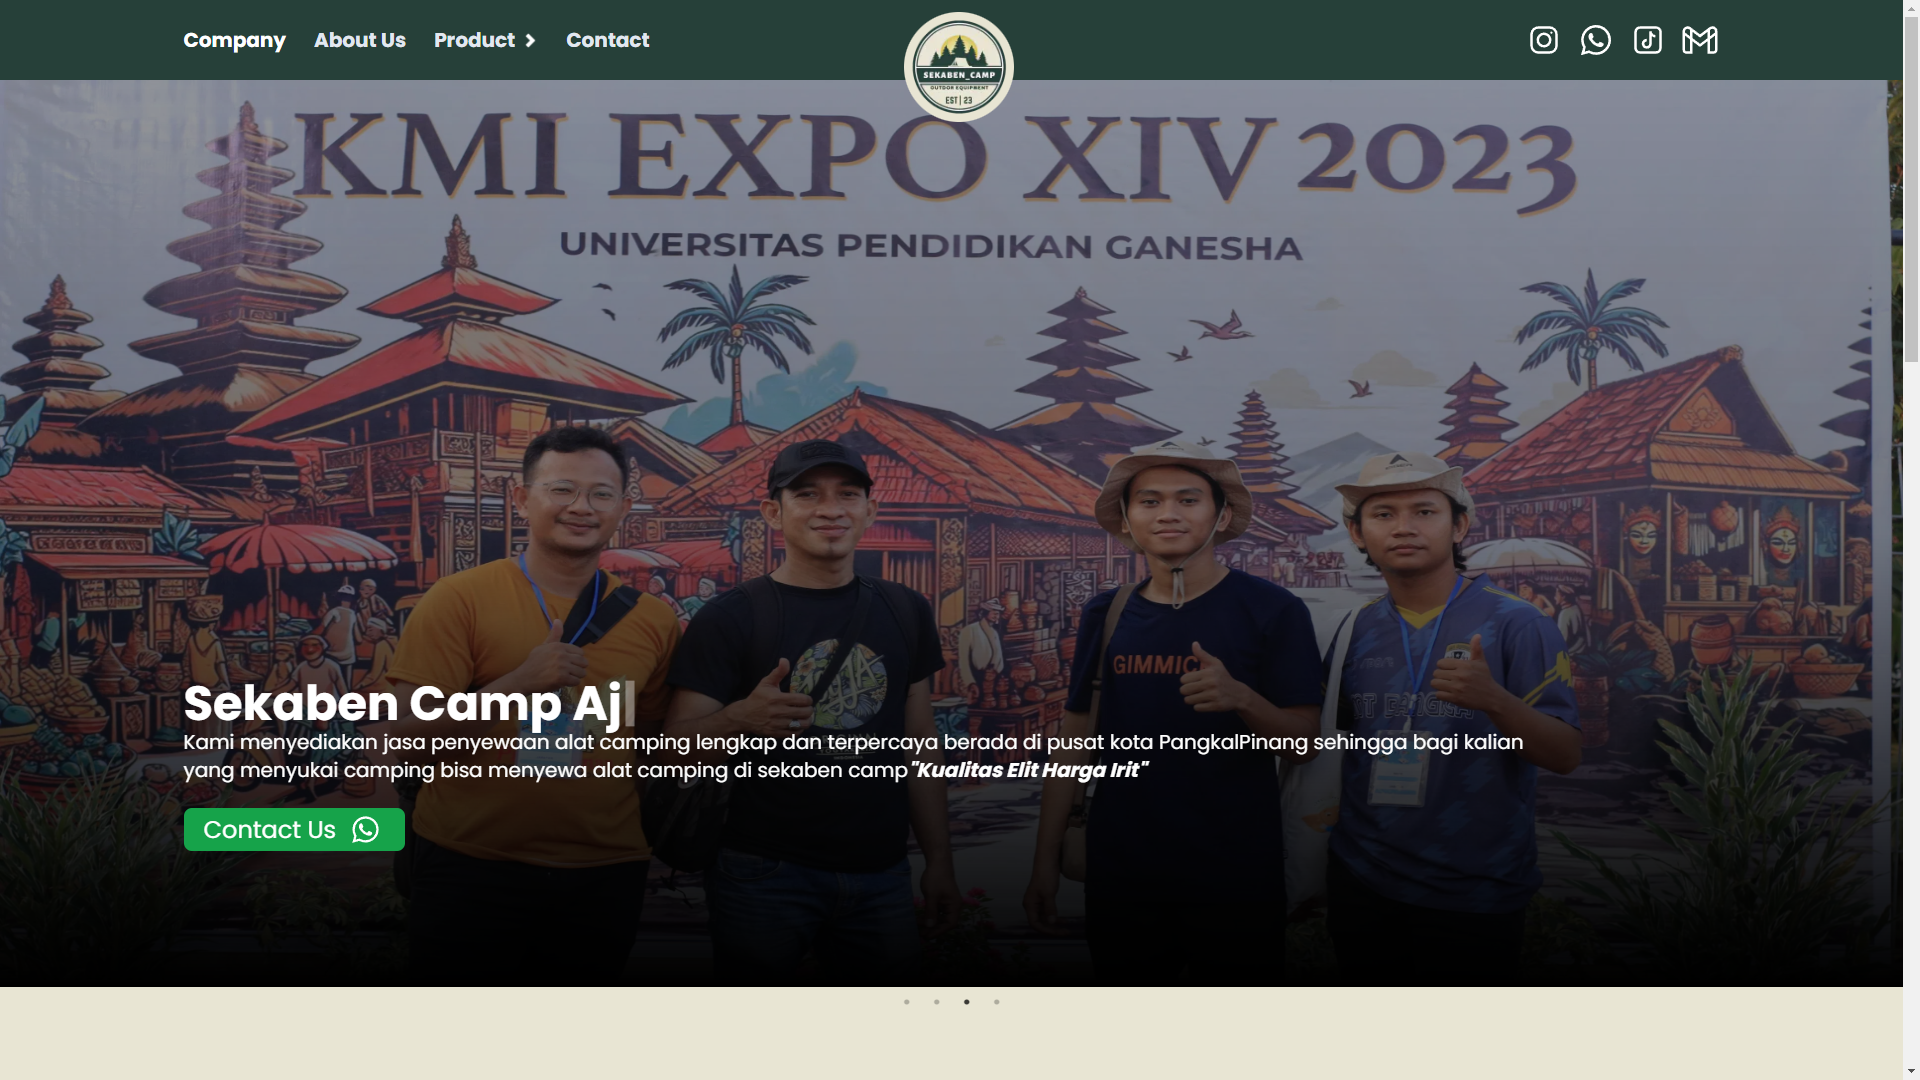 Company About Us Product Contact
SEKABEN_CAMP
OUTDOR EQUIPMENT
EST | 23
KMI EXPO XIV 2023
UNIVERSITAS PENDIDIKAN GANESHA
GIMMIC
Sekaben Camp Aj
Kami menyediakan jasa penyewaan alat camping lengkap dan terpercaya berada di pusat kota PangkalPinang sehingga bagi kalian
yang menyukai camping bisa menyewa alat camping di sekaben camp "Kualitas Elit Harga Irit"
Contact Us